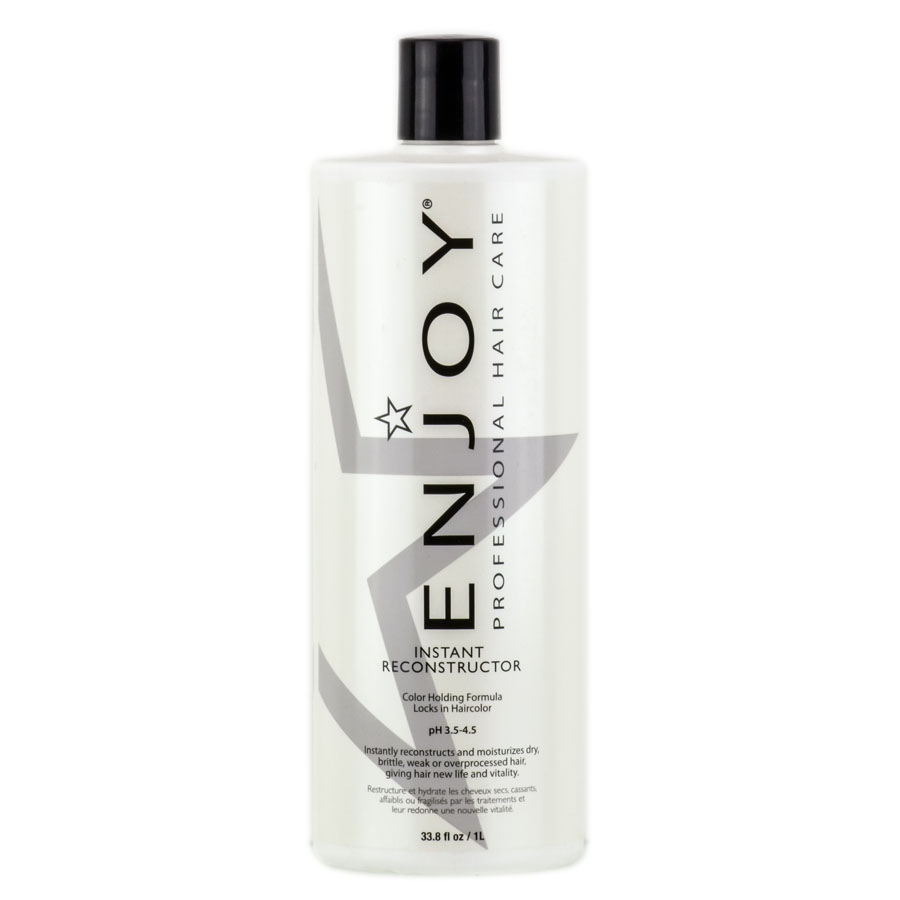 ENJOY®
PROFESSIONAL HAIR CARE
INSTANT
RECONSTRUCTOR
Color Holding Formula
Locks in Haircolor
pH 3.5-4.5
Instantly reconstructs and moisturizes dry,
brittle, weak or overprocessed hair,
giving hair new life and vitality.
Restructure et hydrate les cheveux secs, cassants,
affaiblis ou fragilisés par les traitements et
leur redonne une nouvelle vitalité.
33.8 fl oz / 1L